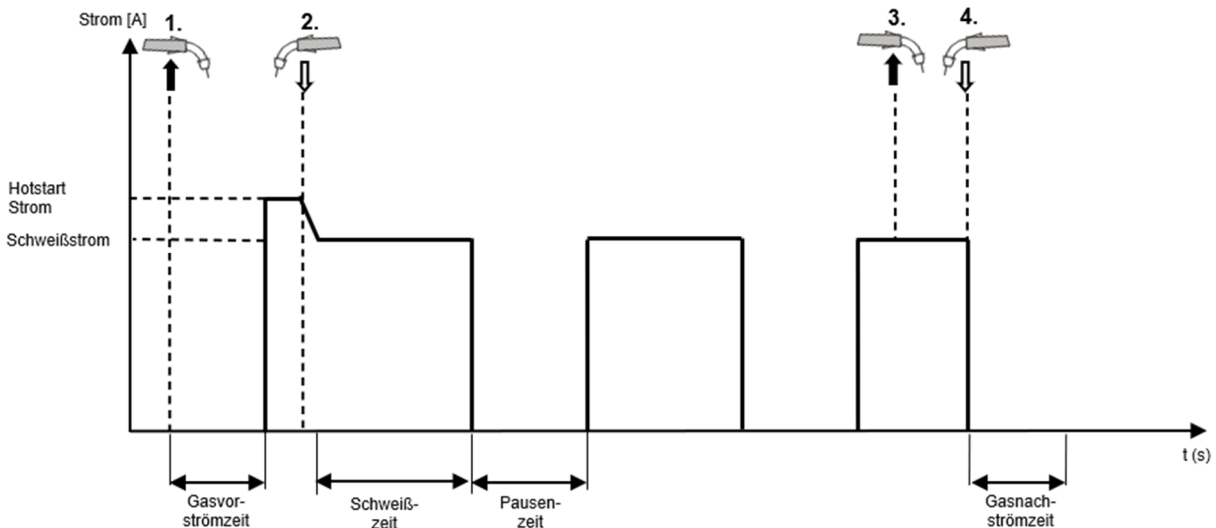 Strom [A]
1.
2.
3.
4.
Hotstart
Strom
Schweißstrom
t (s)
Gasvor-
strömzeit
Schweiß-
zeit
Pausen-
zeit
Gasnach-
strömzeit